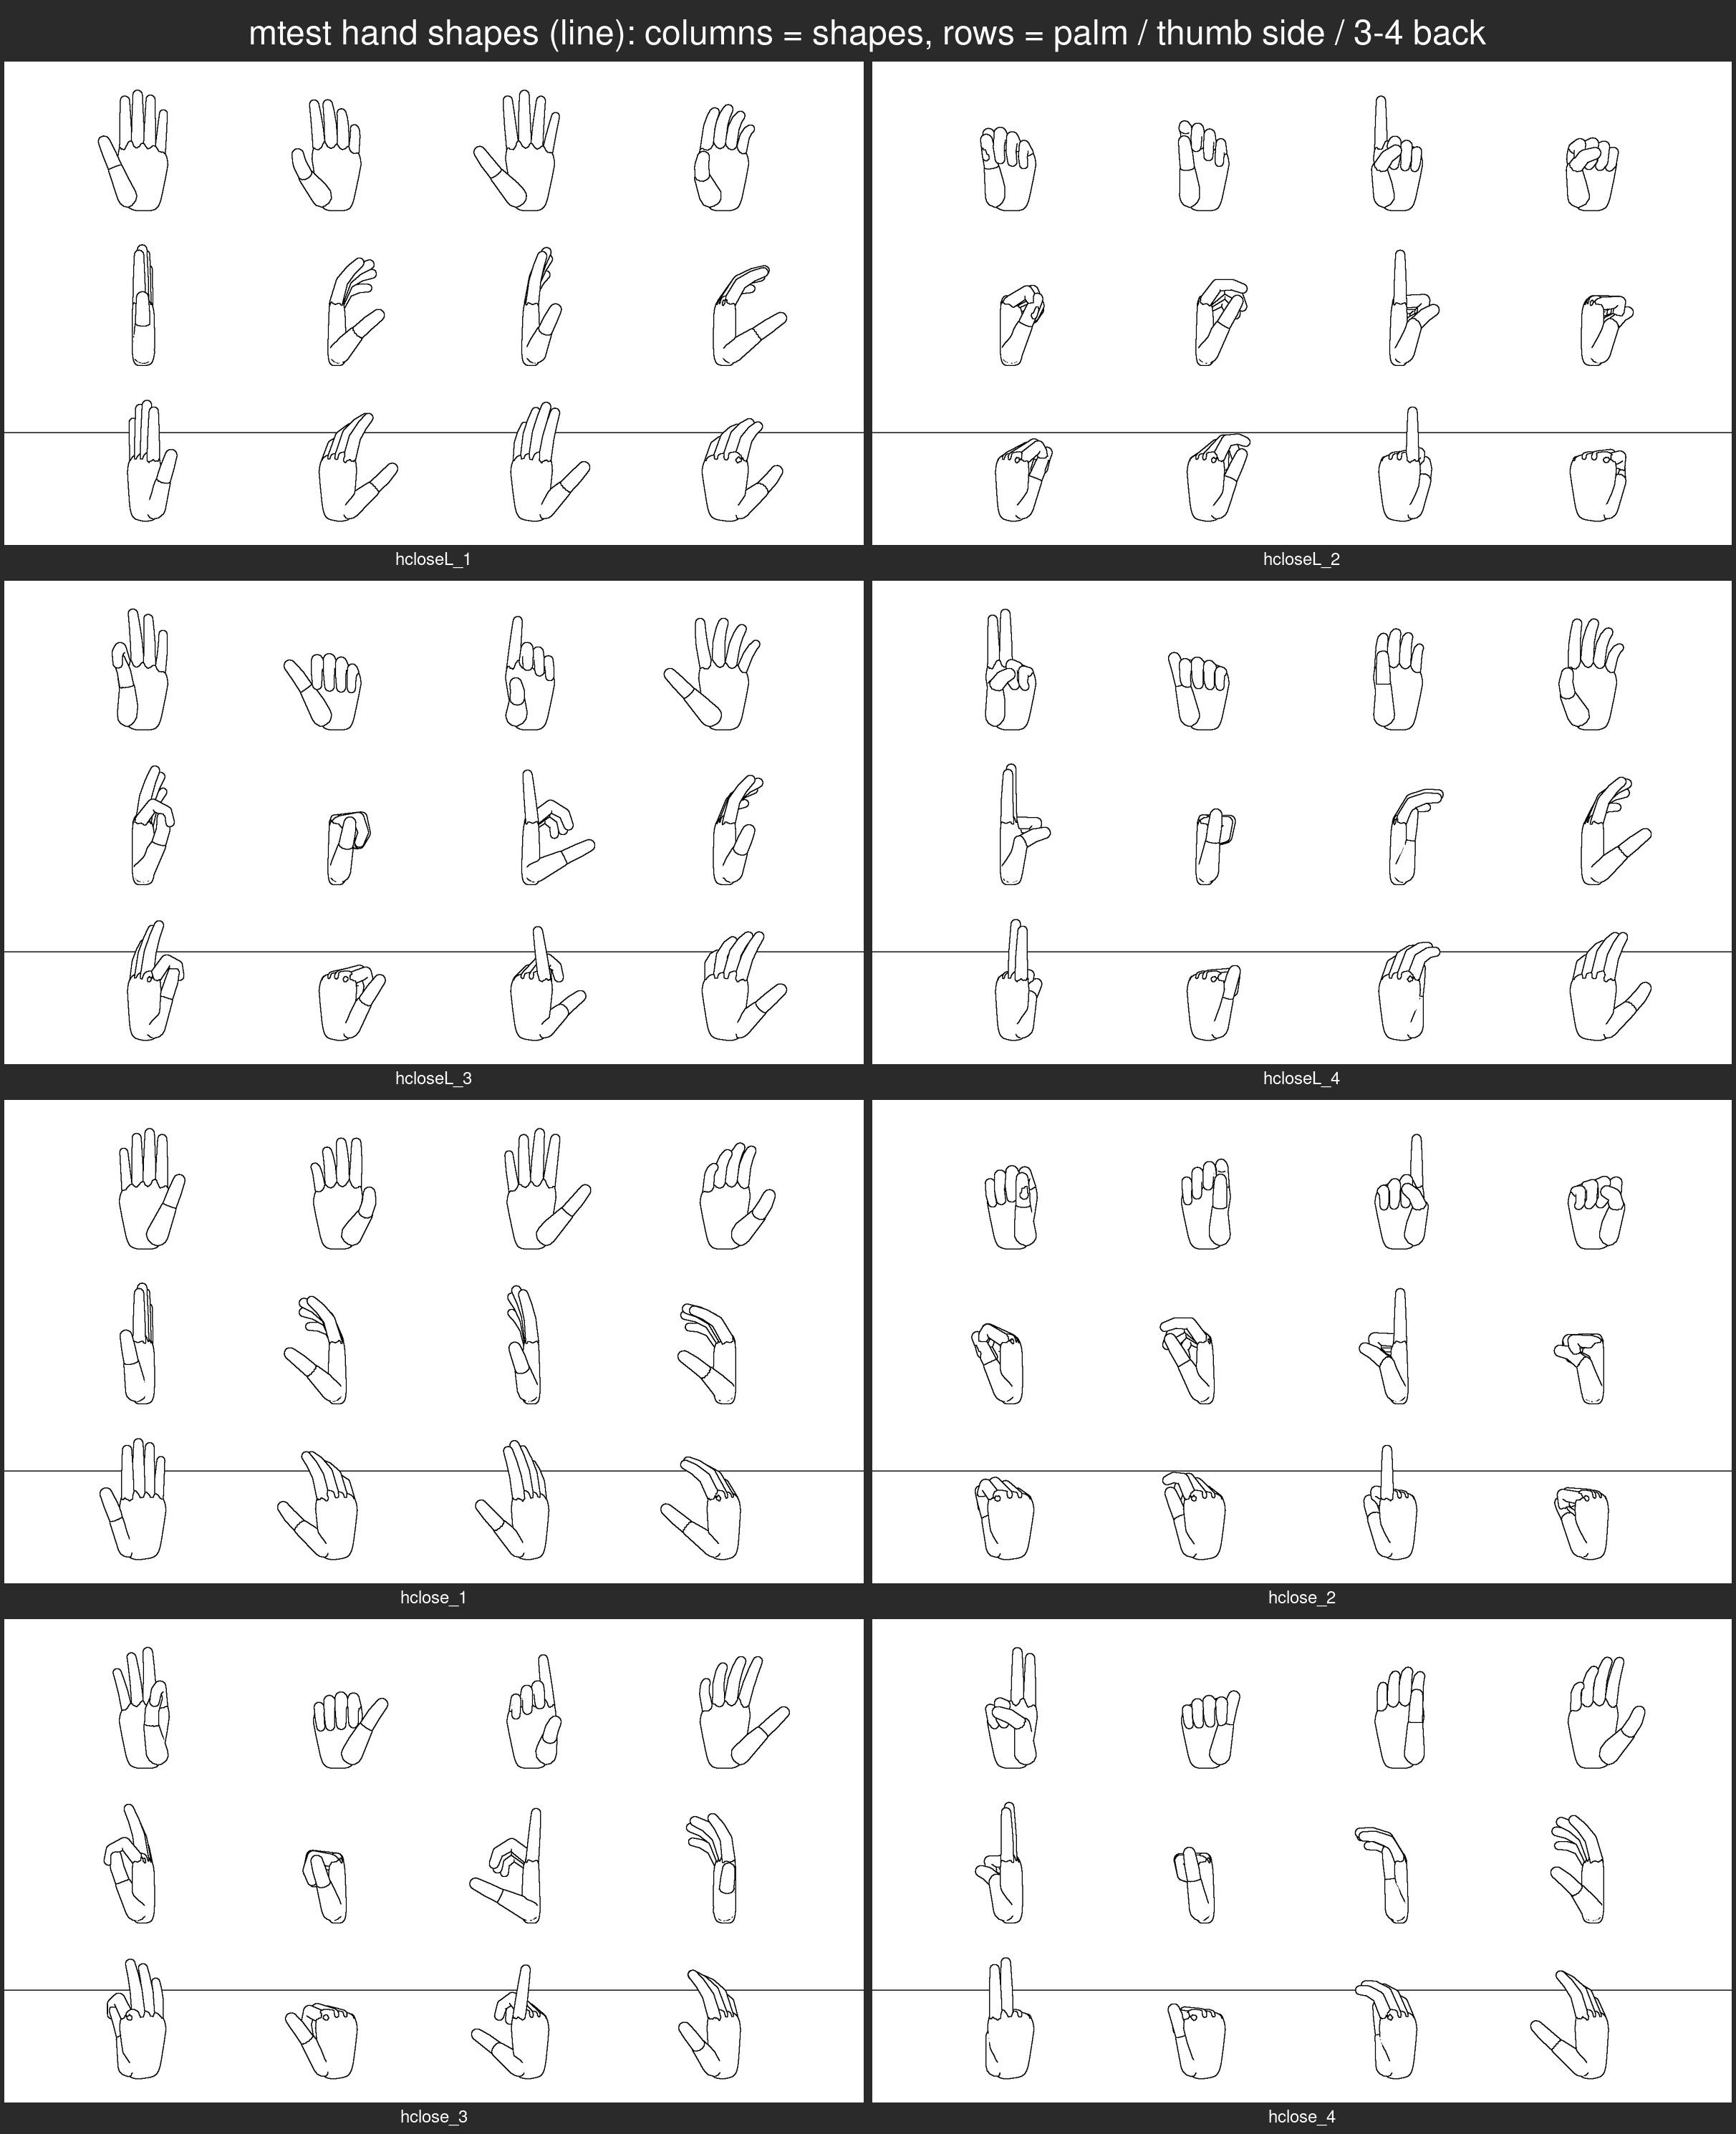 mtest hand shapes (line): columns = shapes, rows = palm / thumb side / 3-4 back
hcloseL_1
hcloseL_2
hcloseL_3
hcloseL_4
hclose_1
hclose_2
hclose_3
hclose_4